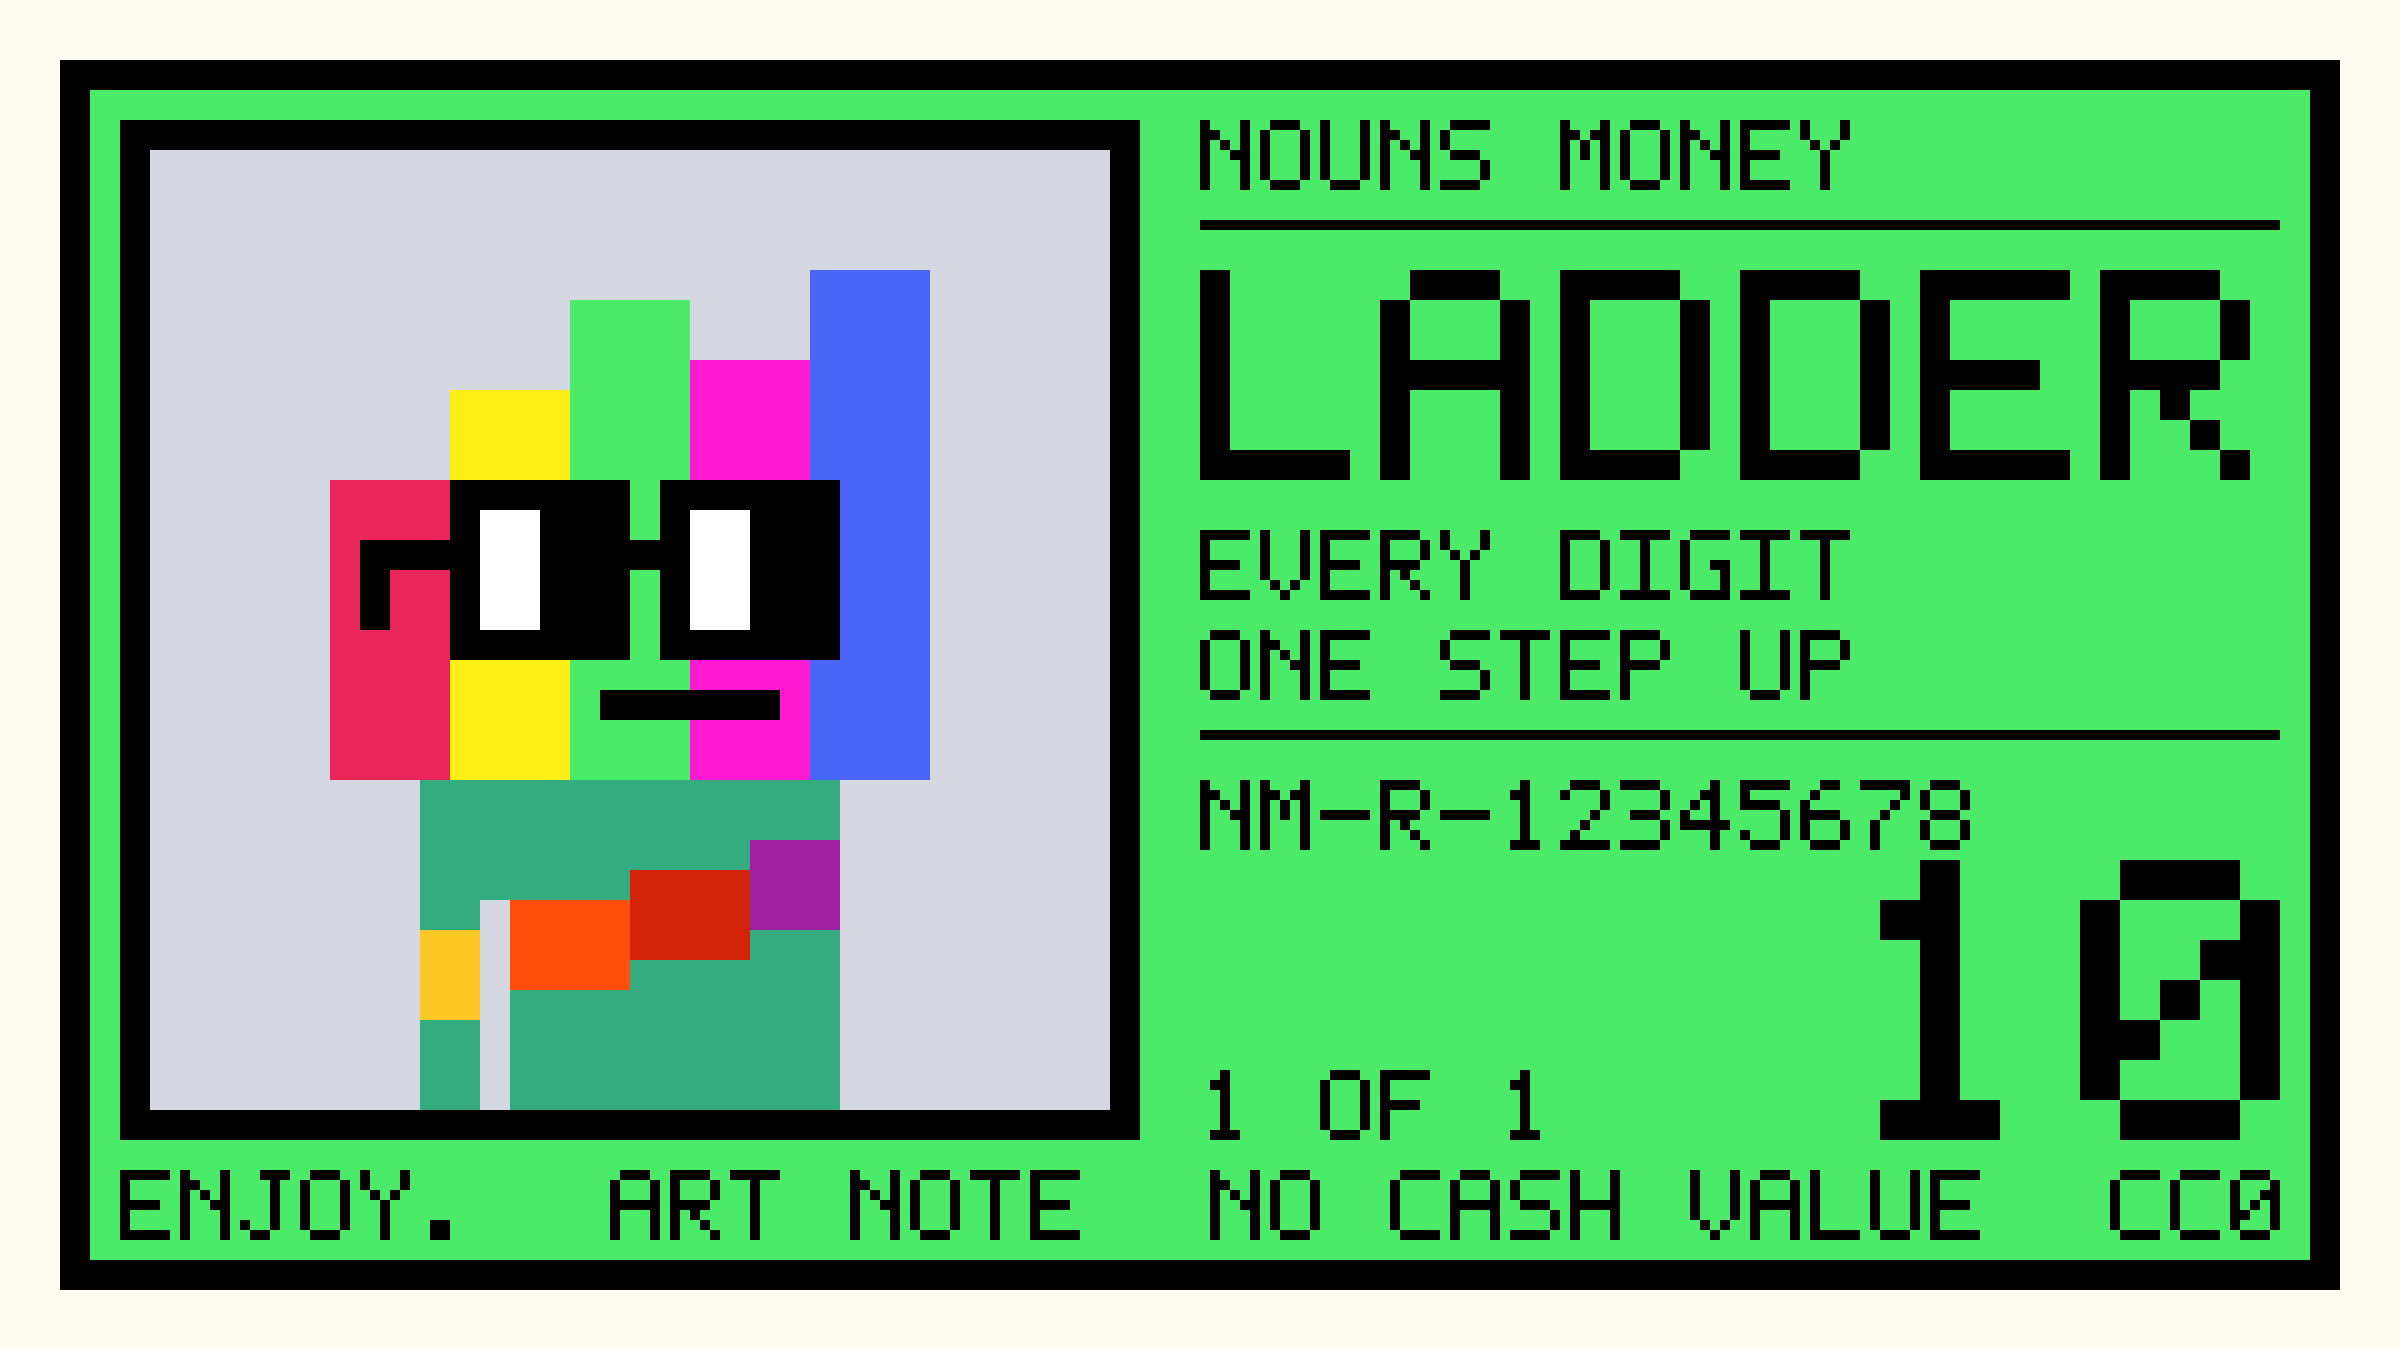 NOUNS MONEY
LADDER
EVERY DIGIT
ONE STEP UP
NM-R-12345678
10
1 OF 1
ENJOY. ART NOTE NO CASH VALUE CC0